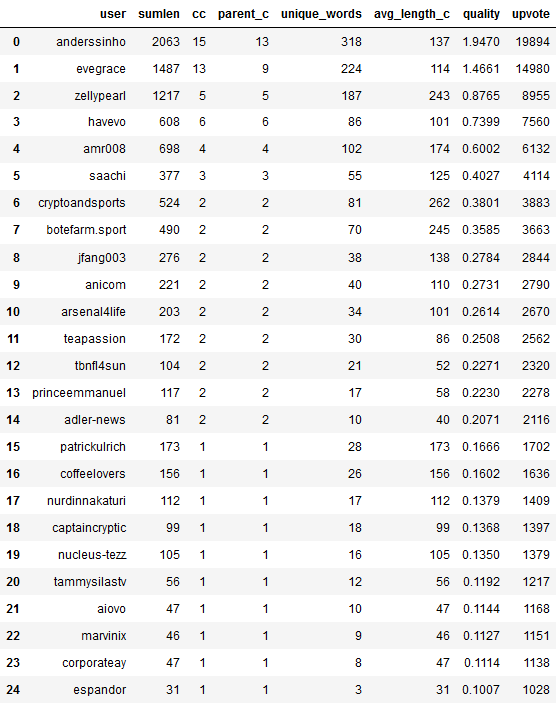 user sumlen cc parent_c unique_words avg_length_c quality upvote
0 anderssinho 2063 15 13 318 137 1.9470 19894
1 evegrace 1487 13 9 224 114 1.4661 14980
2 zellypearl 1217 5 5 187 243 0.8765 8955
3 havevo 608 6 6 86 101 0.7399 7560
4 amr008 698 4 4 102 174 0.6002 6132
5 saachi 377 3 3 55 125 0.4027 4114
6 cryptoandsports 524 2 2 81 262 0.3801 3883
7 botefarm.sport 490 2 2 70 245 0.3585 3663
8 jfang003 276 2 2 38 138 0.2784 2844
9 anicom 221 2 2 40 110 0.2731 2790
10 arsenal4life 203 2 2 34 101 0.2614 2670
11 teapassion 172 2 2 30 86 0.2508 2562
12 tbnfl4sun 104 2 2 21 52 0.2271 2320
13 princeemmanuel 117 2 2 17 58 0.2230 2278
14 adler-news 81 2 2 10 40 0.2071 2116
15 patrickulrich 173 1 1 28 173 0.1666 1702
16 coffeelovers 156 1 1 26 156 0.1602 1636
17 nurdinnakaturi 112 1 1 17 112 0.1379 1409
18 captaincryptic 99 1 1 18 99 0.1368 1397
19 nucleus-tezz 105 1 1 16 105 0.1350 1379
20 tammysilastv 56 1 1 12 56 0.1192 1217
21 aiovo 47 1 1 10 47 0.1144 1168
22 marvinix 46 1 1 9 46 0.1127 1151
23 corporateay 47 1 1 8 47 0.1114 1138
24 espandor 31 1 1 3 31 0.1007 1028